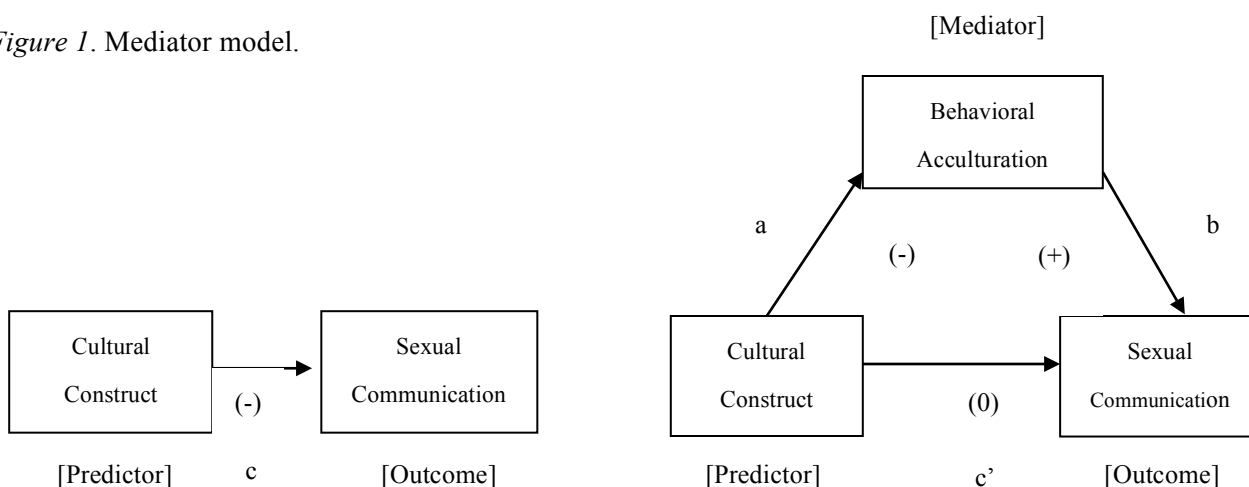 Figure 1. Mediator model.
[Mediator]
Behavioral
Acculturation
a
b
(-)
(+)
Cultural
Construct
(-)
c
Sexual
Communication
[Predictor]
[Outcome]
Cultural
Construct
(0)
c’
Sexual
Communication
[Predictor]
[Outcome]